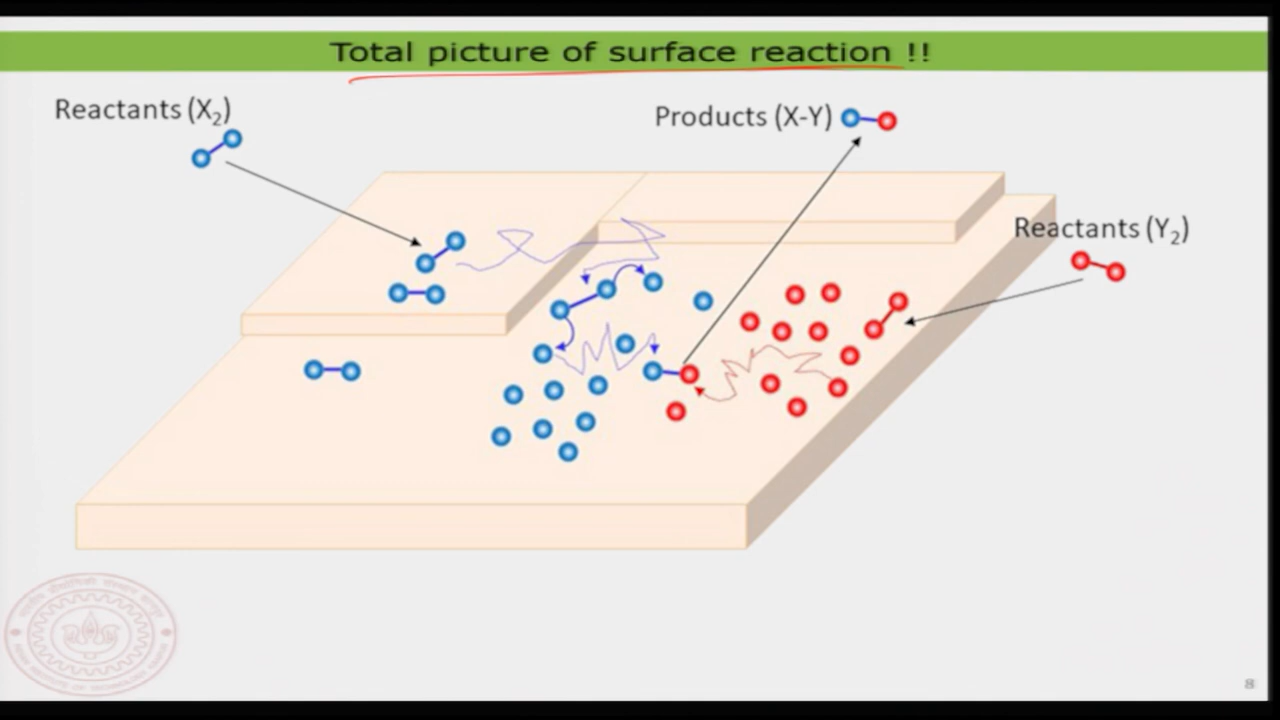 Total picture of surface reaction !!
Reactants (X₂)
Products (X-Y)
Reactants (Y₂)
8